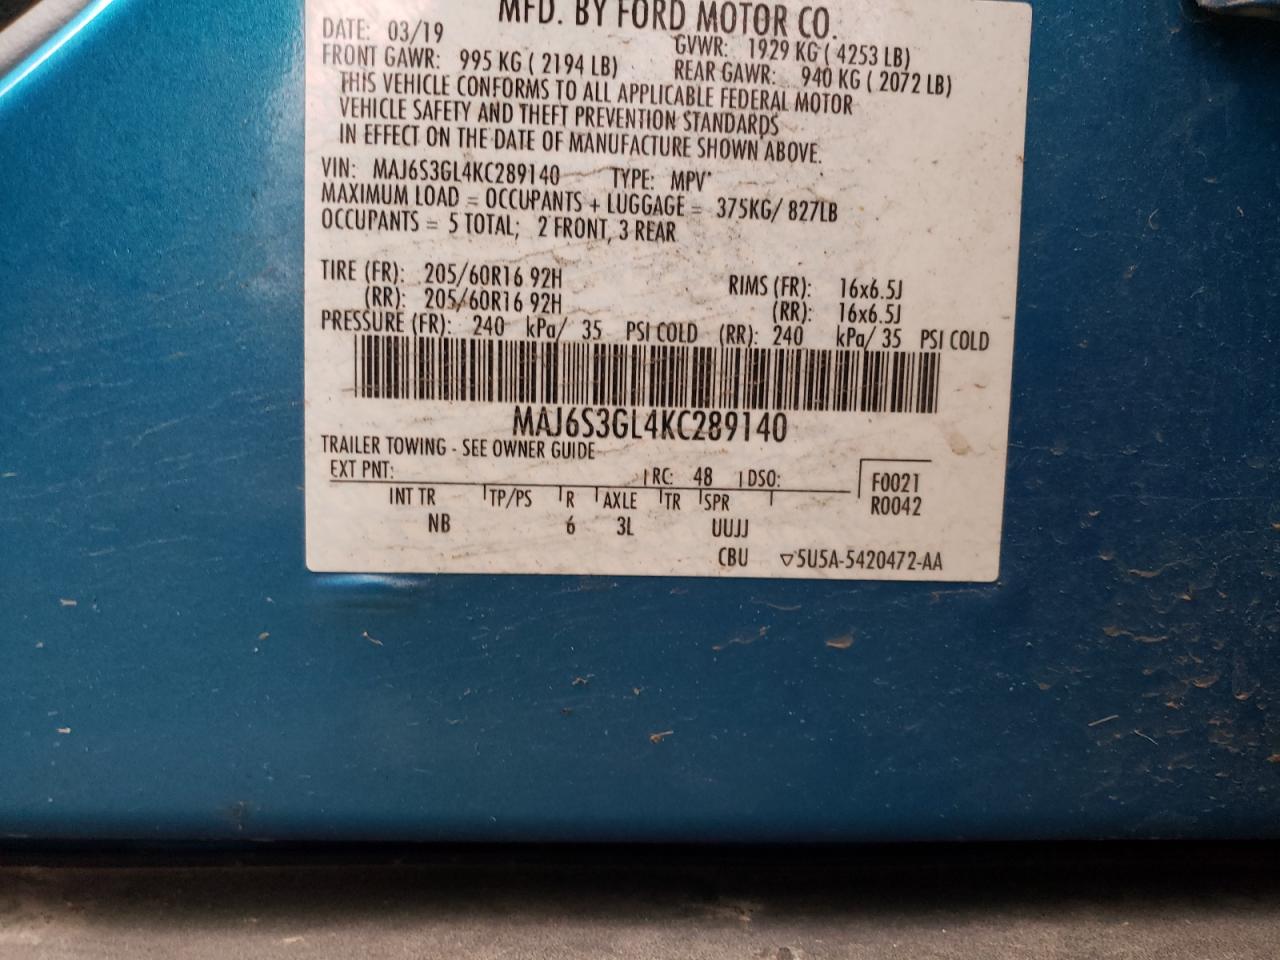 MFD. BY FORD MOTOR CO.
DATE: 03/19 GVWR: 1929 KG ( 4253 LB)
FRONT GAWR: 995 KG ( 2194 LB) REAR GAWR: 940 KG ( 2072 LB)
THIS VEHICLE CONFORMS TO ALL APPLICABLE FEDERAL MOTOR
VEHICLE SAFETY AND THEFT PREVENTION STANDARDS
IN EFFECT ON THE DATE OF MANUFACTURE SHOWN ABOVE.
VIN: MAJ6S3GL4KC289140 TYPE: MPV
MAXIMUM LOAD = OCCUPANTS + LUGGAGE = 375KG/ 827LB
OCCUPANTS = 5 TOTAL; 2 FRONT, 3 REAR
TIRE (FR): 205/60R16 92H RIMS (FR): 16x6.5J
(RR): 205/60R16 92H (RR): 16x6.5J
PRESSURE (FR): 240 kPa/ 35 PSI COLD (RR): 240 kPa/ 35 PSI COLD
MAJ6S3GL4KC289140
TRAILER TOWING - SEE OWNER GUIDE
EXT PNT: RC: 48 DSO: F0021
INT TR TP/PS R AXLE TR SPR R0042
NB 6 3L UUJJ
CBU ▽5U5A-5420472-AA